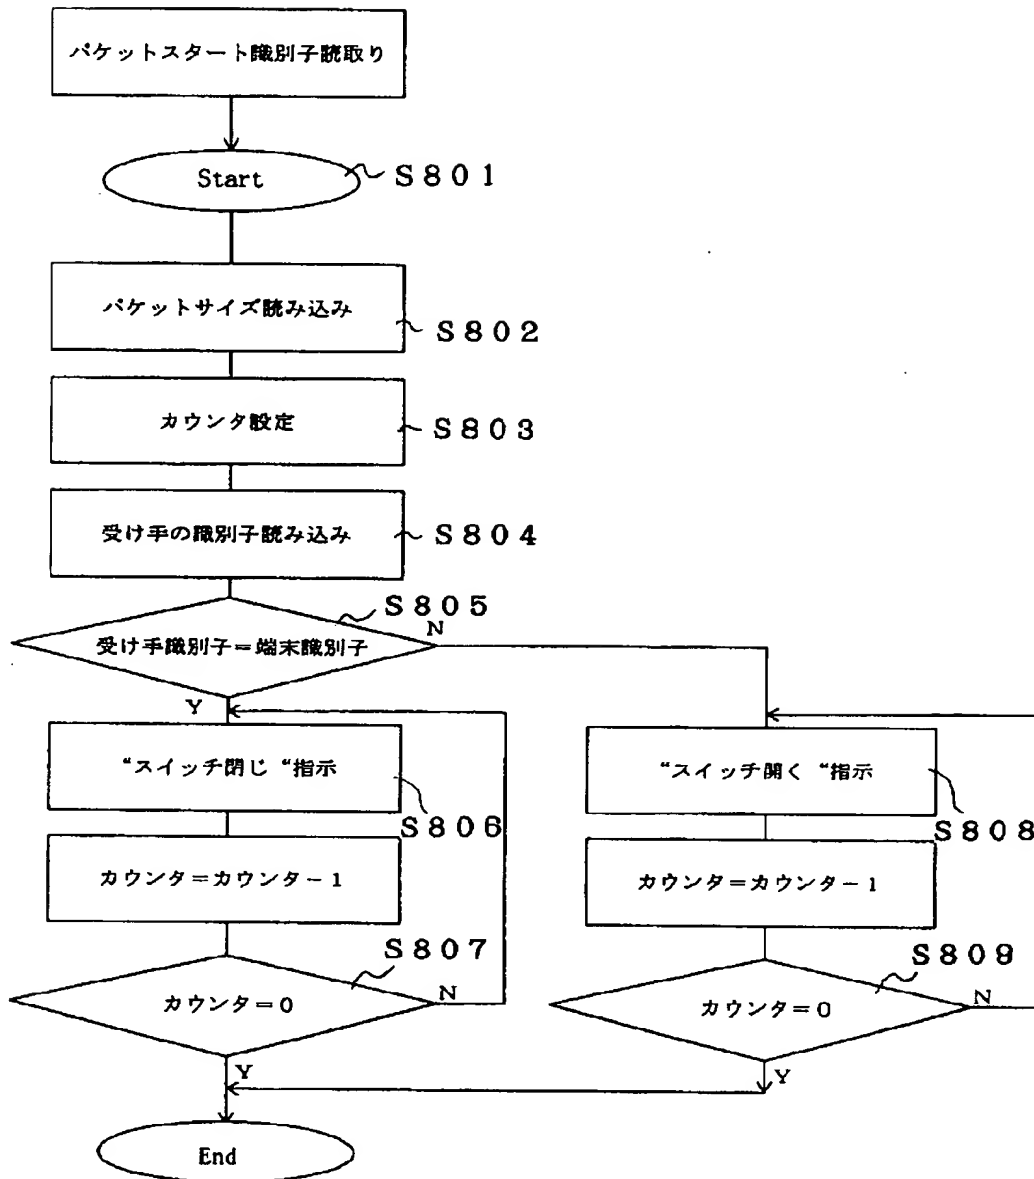 パケットスタート識別子読取り
Start
S801
パケットサイズ読み込み
S802
カウンタ設定
S803
受け手の識別子読み込み
S804
S805
受け手識別子＝端末識別子
N
Y
“スイッチ閉じ“指示
S806
カウンタ＝カウンター1
S807
カウンタ＝0
N
Y
“スイッチ開く“指示
S808
カウンタ＝カウンター1
S809
カウンタ＝0
N
Y
End